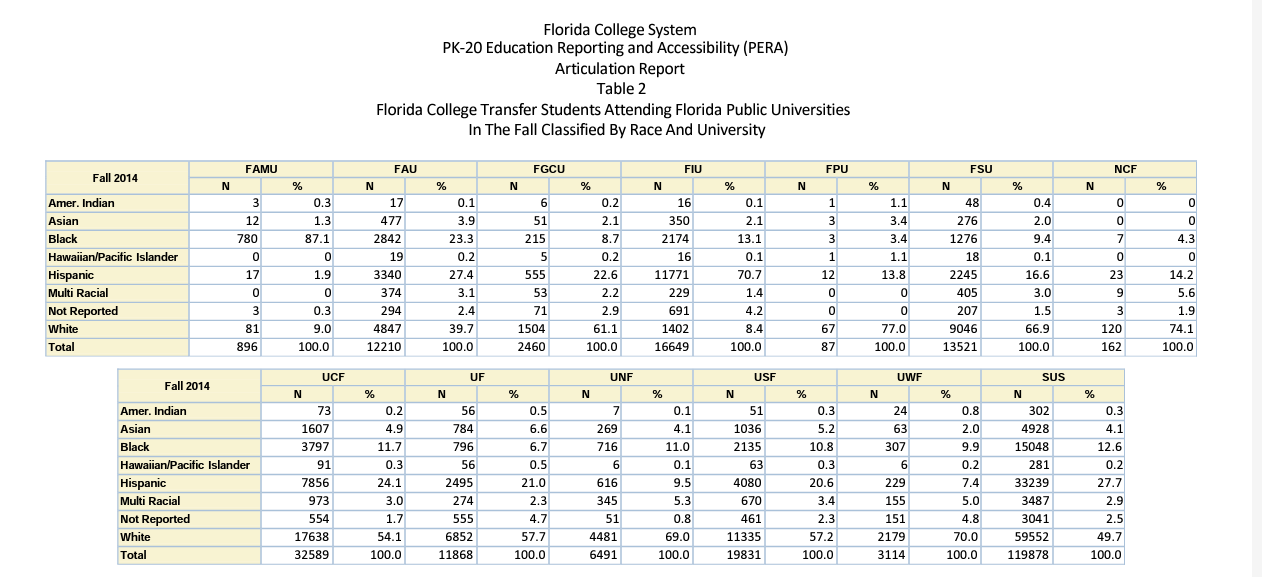 Florida College System
PK-20 Education Reporting and Accessibility (PERA)
Articulation Report
Table 2
Florida College Transfer Students Attending Florida Public Universities
In The Fall Classified By Race And University
Fall 2014 FAMU FAU FGCU FIU FPU FSU NCF
N % N % N % N % N % N % N %
Amer. Indian 3 0.3 17 0.1 6 0.2 16 0.1 1 1.1 48 0.4 0 0
Asian 12 1.3 477 3.9 51 2.1 350 2.1 3 3.4 276 2.0 0 0
Black 780 87.1 2842 23.3 215 8.7 2174 13.1 3 3.4 1276 9.4 7 4.3
Hawaiian/Pacific Islander 0 0 19 0.2 5 0.2 16 0.1 1 1.1 18 0.1 0 0
Hispanic 17 1.9 3340 27.4 555 22.6 11771 70.7 12 13.8 2245 16.6 23 14.2
Multi Racial 0 0 374 3.1 53 2.2 229 1.4 0 0 405 3.0 9 5.6
Not Reported 3 0.3 294 2.4 71 2.9 691 4.2 0 0 207 1.5 3 1.9
White 81 9.0 4847 39.7 1504 61.1 1402 8.4 67 77.0 9046 66.9 120 74.1
Total 896 100.0 12210 100.0 2460 100.0 16649 100.0 87 100.0 13521 100.0 162 100.0
Fall 2014 UCF UF UNF USF UWF SUS
N % N % N % N % N % N %
Amer. Indian 73 0.2 56 0.5 7 0.1 51 0.3 24 0.8 302 0.3
Asian 1607 4.9 784 6.6 269 4.1 1036 5.2 63 2.0 4928 4.1
Black 3797 11.7 796 6.7 716 11.0 2135 10.8 307 9.9 15048 12.6
Hawaiian/Pacific Islander 91 0.3 56 0.5 6 0.1 63 0.3 6 0.2 281 0.2
Hispanic 7856 24.1 2495 21.0 616 9.5 4080 20.6 229 7.4 33239 27.7
Multi Racial 973 3.0 274 2.3 345 5.3 670 3.4 155 5.0 3487 2.9
Not Reported 554 1.7 555 4.7 51 0.8 461 2.3 151 4.8 3041 2.5
White 17638 54.1 6852 57.7 4481 69.0 11335 57.2 2179 70.0 59552 49.7
Total 32589 100.0 11868 100.0 6491 100.0 19831 100.0 3114 100.0 119878 100.0